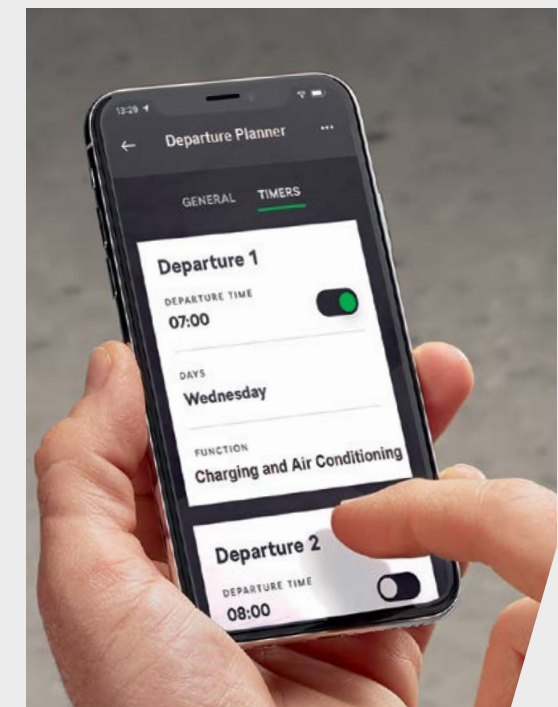 13:29
Departure Planner
GENERAL TIMERS
Departure 1
DEPARTURE TIME
07:00
DAYS
Wednesday
FUNCTION
Charging and Air Conditioning
Departure 2
DEPARTURE TIME
08:00